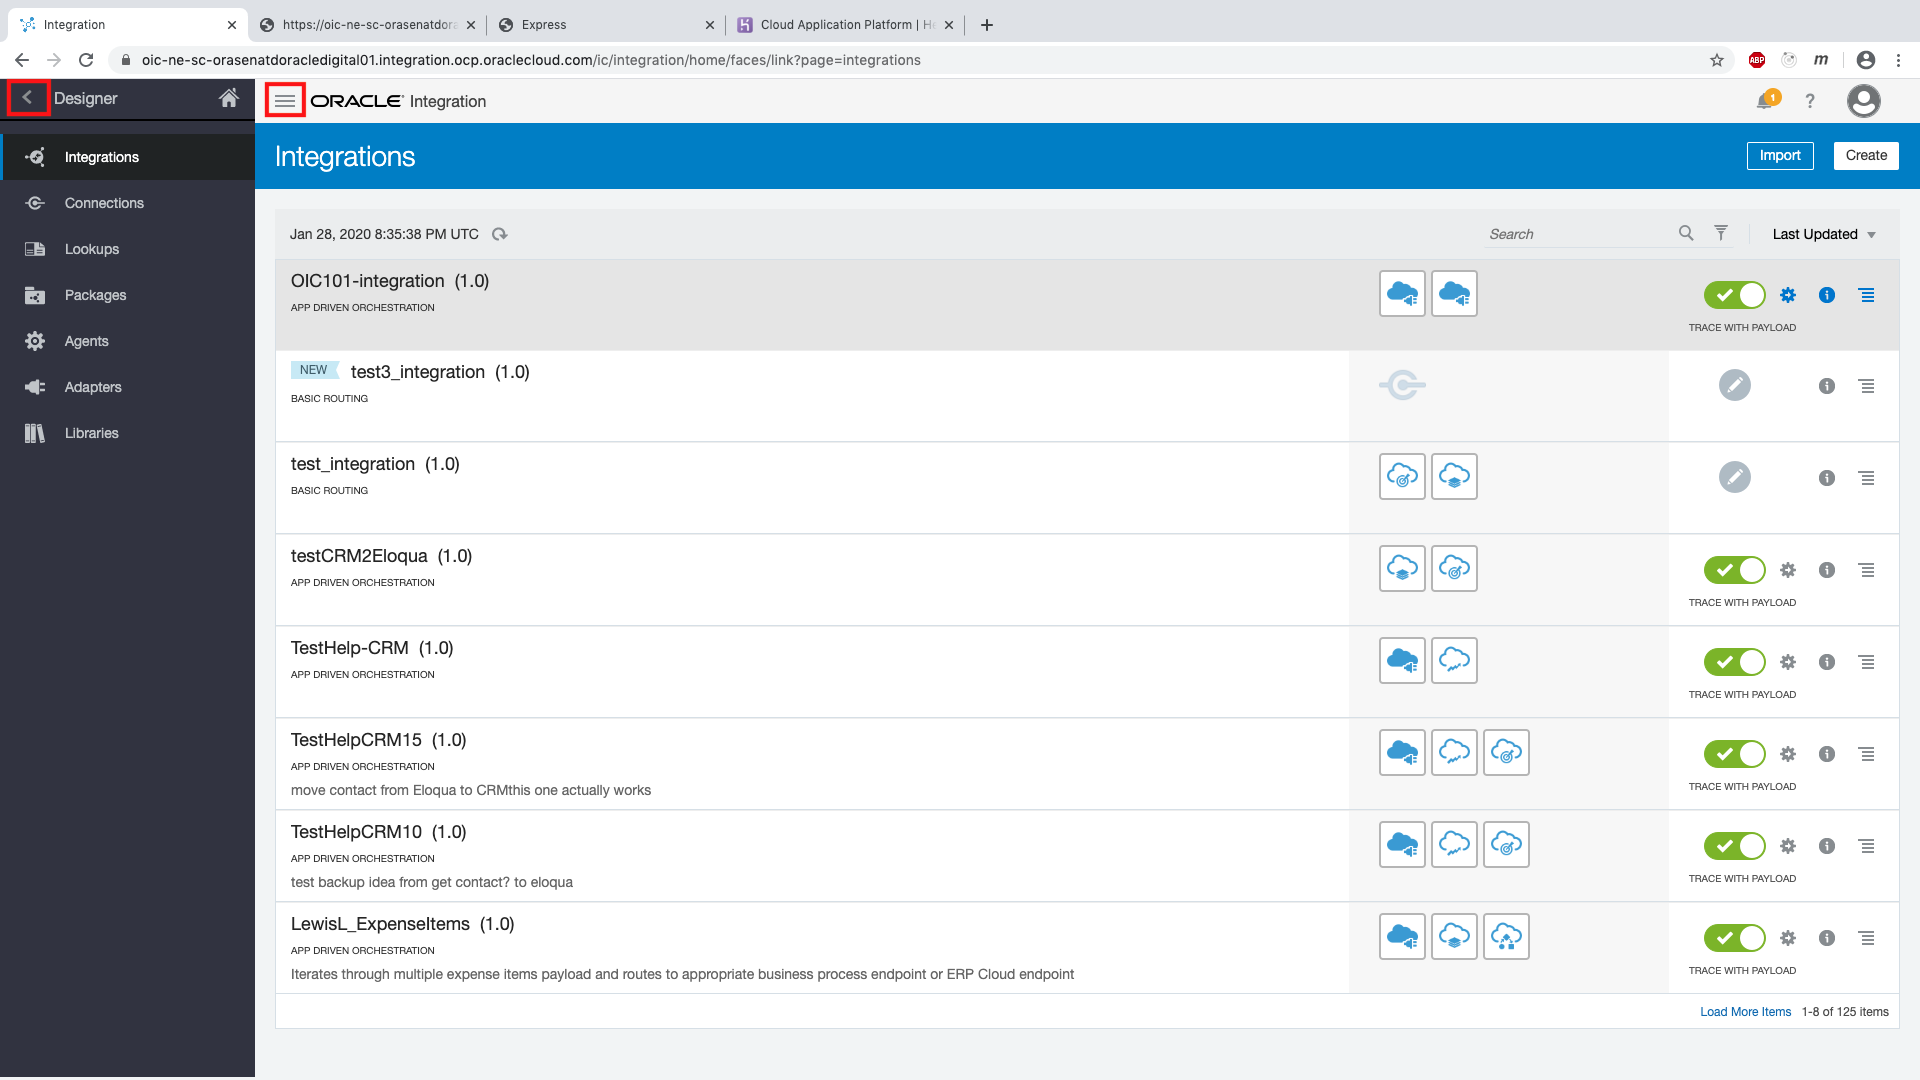 Integration
https://oic-ne-sc-orasenatdora
Express
Cloud Application Platform | He
oic-ne-sc-orasenatdoracledigital01.integration.ocp.oraclecloud.com/ic/integration/home/faces/link?page=integrations
ABP
m
Designer
ORACLE Integration
1
?
Integrations
Connections
Lookups
Packages
Agents
Adapters
Libraries
Integrations
Import
Create
Jan 28, 2020 8:35:38 PM UTC
Search
Last Updated
OIC101-integration (1.0)
APP DRIVEN ORCHESTRATION
TRACE WITH PAYLOAD
NEW test3_integration (1.0)
BASIC ROUTING
test_integration (1.0)
BASIC ROUTING
testCRM2Eloqua (1.0)
APP DRIVEN ORCHESTRATION
TRACE WITH PAYLOAD
TestHelp-CRM (1.0)
APP DRIVEN ORCHESTRATION
TRACE WITH PAYLOAD
TestHelpCRM15 (1.0)
APP DRIVEN ORCHESTRATION
TRACE WITH PAYLOAD
move contact from Eloqua to CRMthis one actually works
TestHelpCRM10 (1.0)
APP DRIVEN ORCHESTRATION
TRACE WITH PAYLOAD
test backup idea from get contact? to eloqua
LewisL_ExpenseItems (1.0)
APP DRIVEN ORCHESTRATION
TRACE WITH PAYLOAD
Iterates through multiple expense items payload and routes to appropriate business process endpoint or ERP Cloud endpoint
Load More Items 1-8 of 125 items